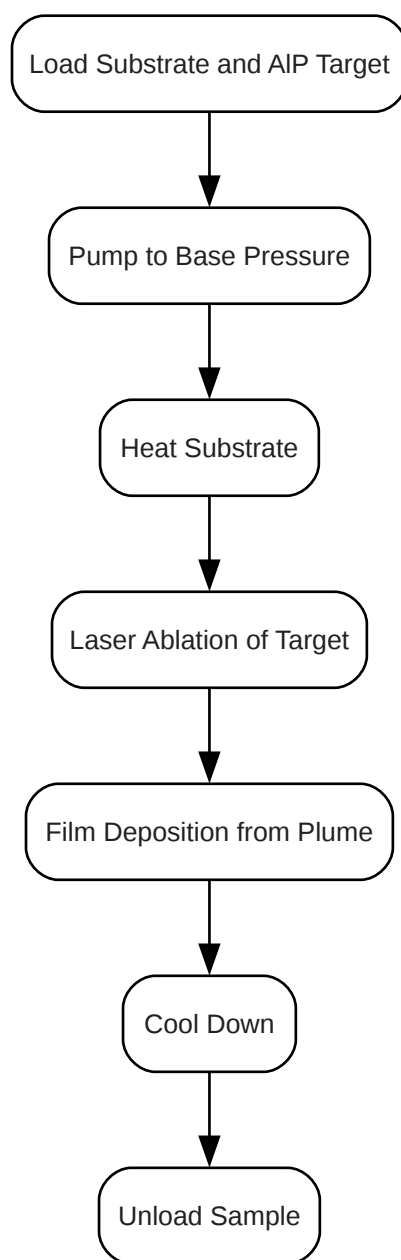 Load Substrate and AlP Target
Pump to Base Pressure
Heat Substrate
Laser Ablation of Target
Film Deposition from Plume
Cool Down
Unload Sample